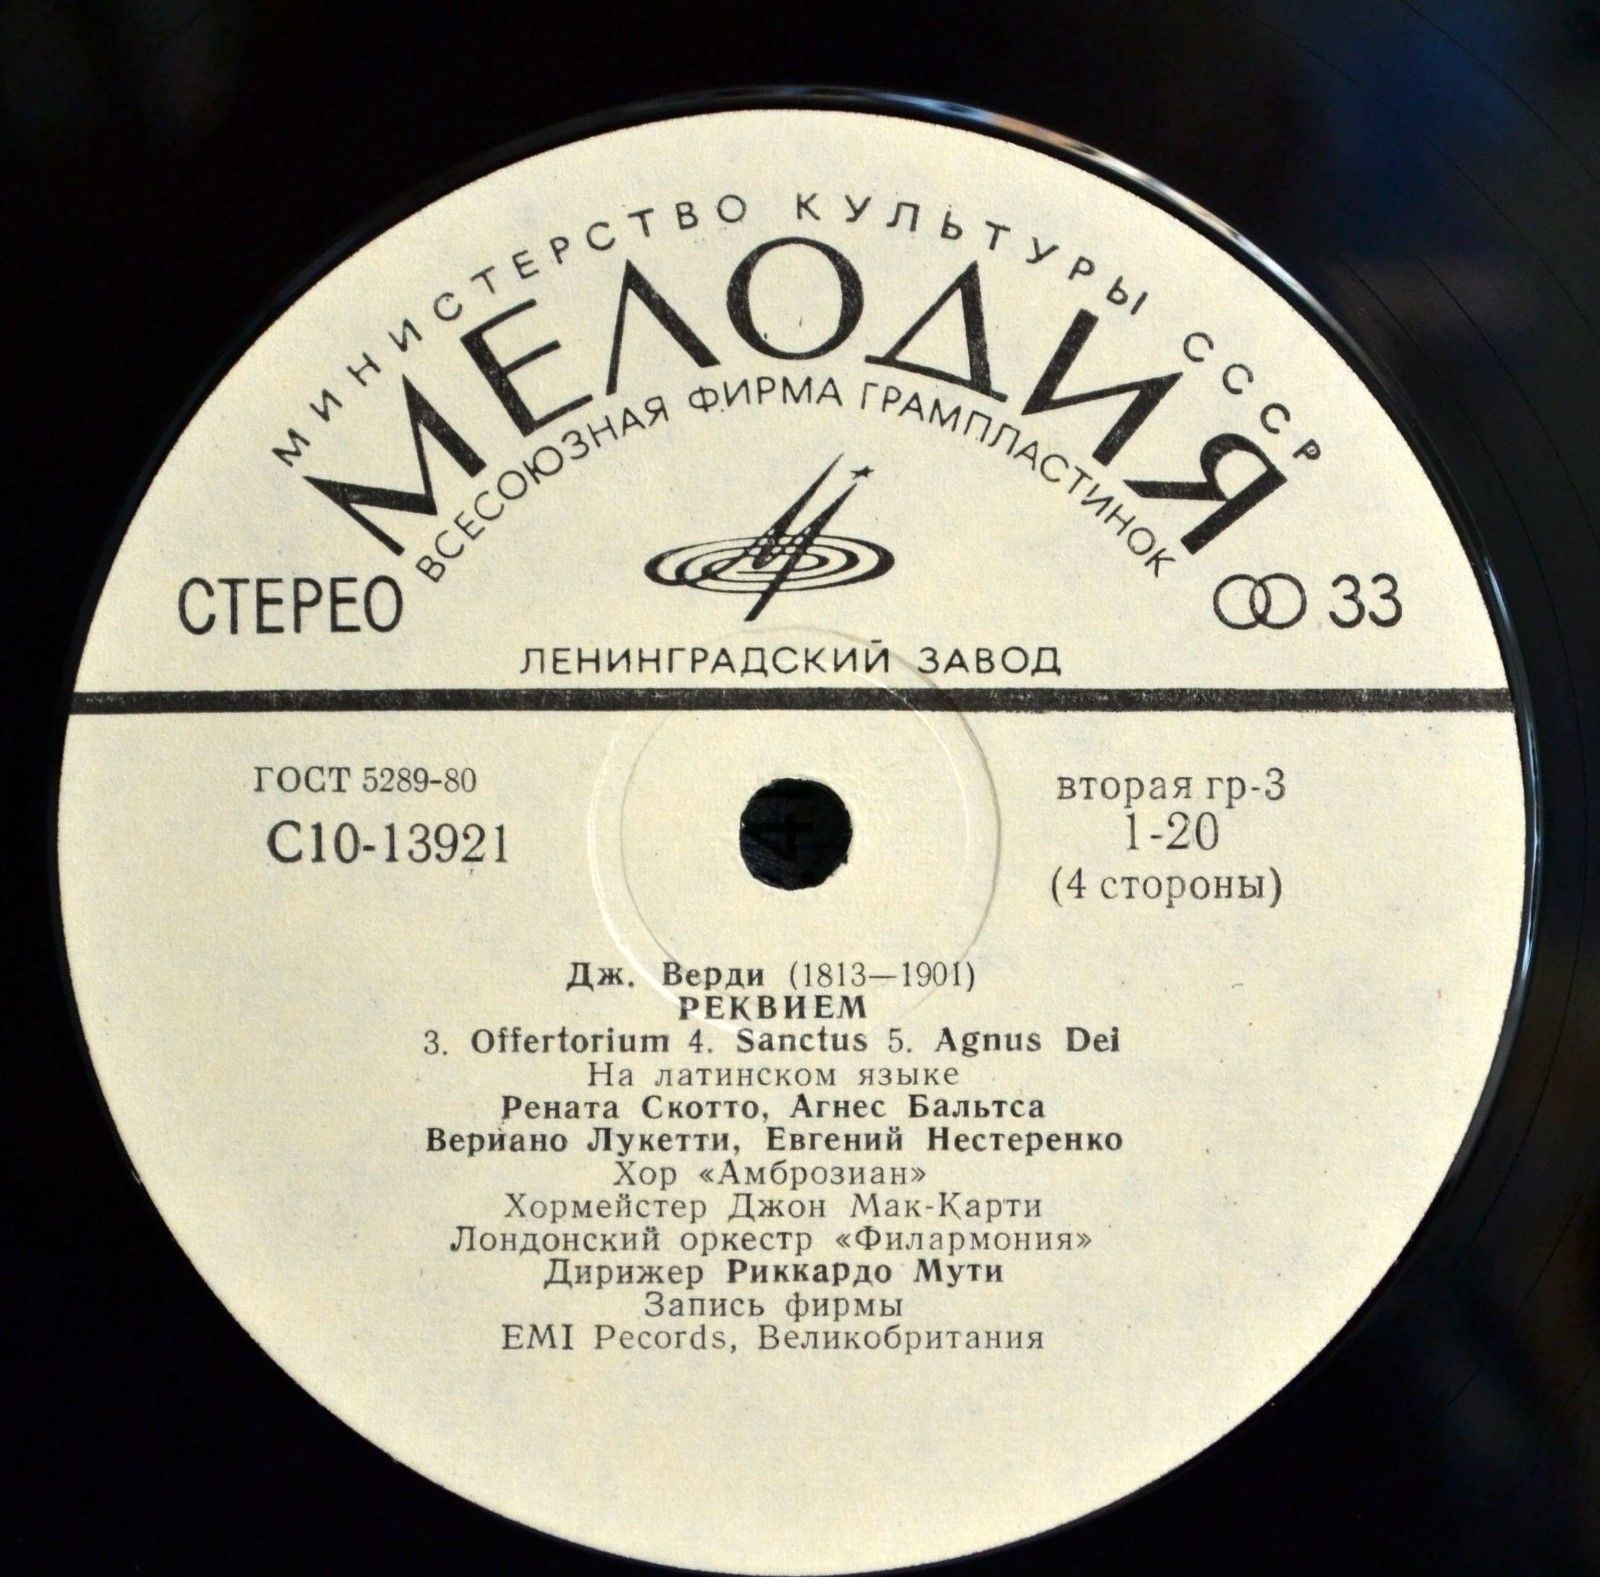 МИНИСТЕРСТВО КУЛЬТУРЫ СССР
МЕЛОДИЯ
ВСЕСОЮЗНАЯ ФИРМА ГРАМПЛАСТИНОК
СТЕРЕО
33
ЛЕНИНГРАДСКИЙ ЗАВОД
ГОСТ 5289-80
С10-13921
вторая гр-3
1-20
(4 стороны)
Дж. Верди (1813—1901)
РЕКВИЕМ
3. Offertorium 4. Sanctus 5. Agnus Dei
На латинском языке
Рената Скотто, Агнес Бальтса
Вериано Лукетти, Евгений Нестеренко
Хор «Амброзиан»
Хормейстер Джон Мак-Карти
Лондонский оркестр «Филармония»
Дирижер Риккардо Мути
Запись фирмы
EMI Pecords, Великобритания